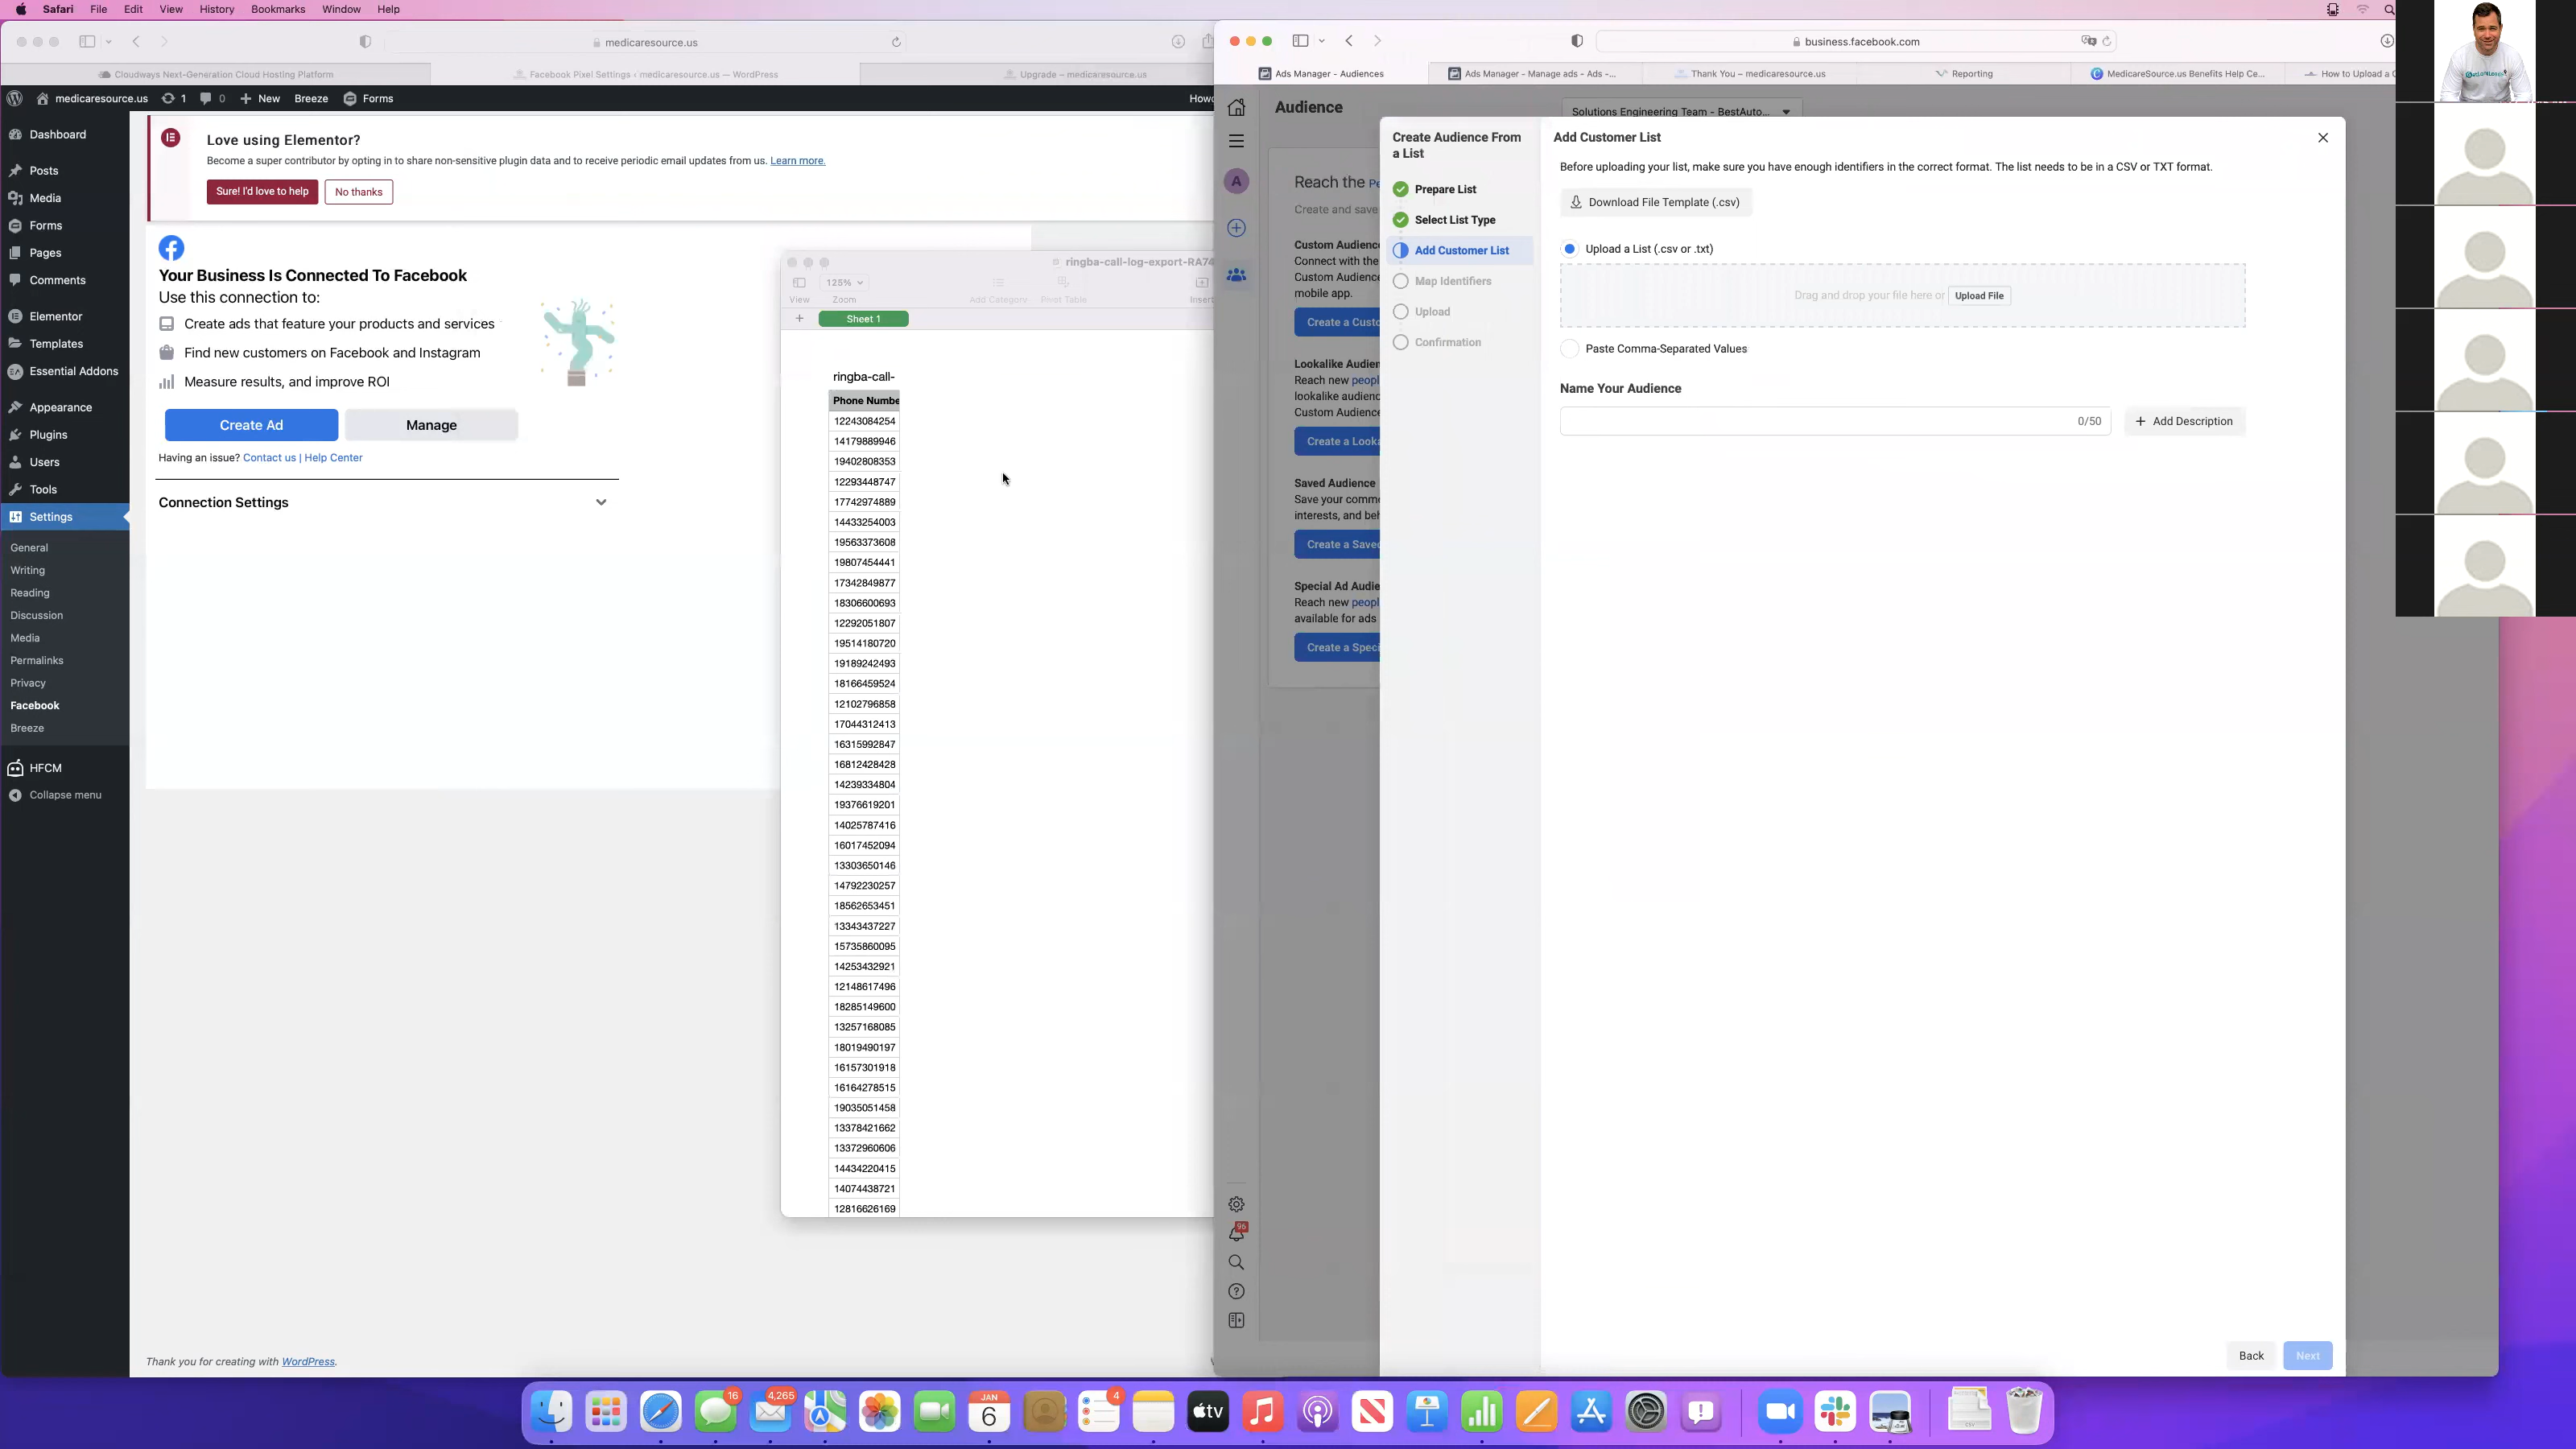 Safari File Edit View History Bookmarks Window Help
medicaresource.us
Cloudways Next-Generation Cloud Hosting Platform
Facebook Pixel Settings ‹ medicaresource.us — WordPress
Upgrade – medicaresource.us
medicaresource.us 1 0 New Breeze Forms
Dashboard
Posts
Media
Forms
Pages
Comments
Elementor
Templates
Essential Addons
Appearance
Plugins
Users
Tools
Settings
General
Writing
Reading
Discussion
Media
Permalinks
Privacy
Facebook
Breeze
HFCM
Collapse menu
Love using Elementor?
Become a super contributor by opting in to share non-sensitive plugin data and to receive periodic email updates from us. Learn more.
Sure! I'd love to help
No thanks
Your Business Is Connected To Facebook
Use this connection to:
Create ads that feature your products and services
Find new customers on Facebook and Instagram
Measure results, and improve ROI
Create Ad
Manage
Having an issue? Contact us | Help Center
Connection Settings
Thank you for creating with WordPress.
ringba-call-log-export-RA74
125%
View Zoom Add Category Pivot Table Insert
Sheet 1
ringba-call-
Phone Numbe
12243084254
14179889946
19402808353
12293448747
17742974889
14433254003
19563373608
19807454441
17342849877
18306600693
12292051807
19514180720
19189242493
18166459524
12102796858
17044312413
16315992847
16812428428
14239334804
19376619201
14025787416
16017452094
13303650146
14792230257
18562653451
13343437227
15735860095
14253432921
12148617496
18285149600
13257168085
18019490197
16157301918
16164278515
19035051458
13378421662
13372960606
14434220415
14074438721
12816626169
business.facebook.com
Ads Manager - Audiences
Ads Manager - Manage ads - Ads -...
Thank You – medicaresource.us
Reporting
MedicareSource.us Benefits Help Ce...
How to Upload a C
A
96
Audience
Solutions Engineering Team - BestAuto...
Reach the Pe
Create and save
Custom Audience
Connect with the
Custom Audience
mobile app.
Create a Custo
Lookalike Audien
Reach new peopl
lookalike audienc
Custom Audience
Create a Looka
Saved Audience
Save your commo
interests, and beh
Create a Saved
Special Ad Audie
Reach new peopl
available for ads
Create a Speci
Create Audience From
a List
Prepare List
Select List Type
Add Customer List
Map Identifiers
Upload
Confirmation
Add Customer List
Before uploading your list, make sure you have enough identifiers in the correct format. The list needs to be in a CSV or TXT format.
Download File Template (.csv)
Upload a List (.csv or .txt)
Drag and drop your file here or Upload File
Paste Comma-Separated Values
Name Your Audience
0/50
Add Description
Back
Next
16
4,265
JAN
6
4
tv